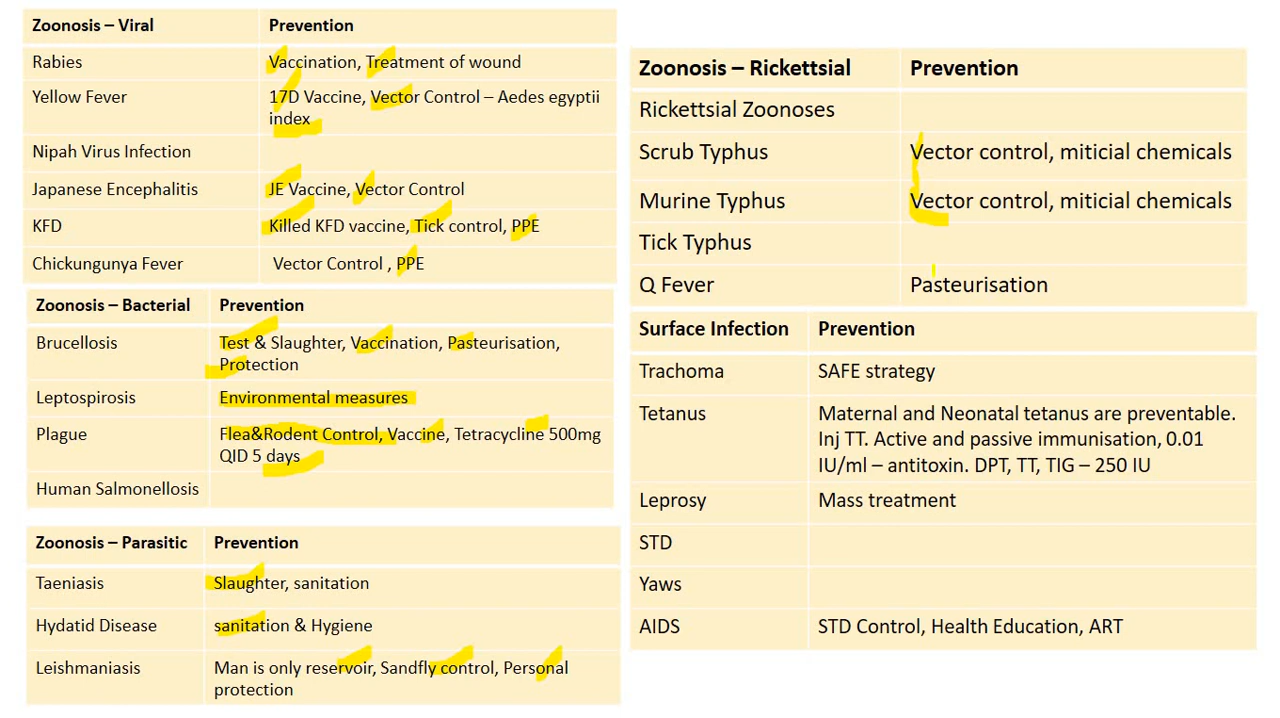 Zoonosis – Viral Prevention
Rabies Vaccination, Treatment of wound
Yellow Fever 17D Vaccine, Vector Control – Aedes egyptii
index
Nipah Virus Infection
Japanese Encephalitis JE Vaccine, Vector Control
KFD Killed KFD vaccine, Tick control, PPE
Chickungunya Fever Vector Control , PPE
Zoonosis – Bacterial Prevention
Brucellosis Test & Slaughter, Vaccination, Pasteurisation,
Protection
Leptospirosis Environmental measures
Plague Flea&Rodent Control, Vaccine, Tetracycline 500mg
QID 5 days
Human Salmonellosis
Zoonosis – Parasitic Prevention
Taeniasis Slaughter, sanitation
Hydatid Disease sanitation & Hygiene
Leishmaniasis Man is only reservoir, Sandfly control, Personal
protection
Zoonosis – Rickettsial Prevention
Rickettsial Zoonoses
Scrub Typhus Vector control, miticial chemicals
Murine Typhus Vector control, miticial chemicals
Tick Typhus
Q Fever Pasteurisation
Surface Infection Prevention
Trachoma SAFE strategy
Tetanus Maternal and Neonatal tetanus are preventable.
Inj TT. Active and passive immunisation, 0.01
IU/ml – antitoxin. DPT, TT, TIG – 250 IU
Leprosy Mass treatment
STD
Yaws
AIDS STD Control, Health Education, ART